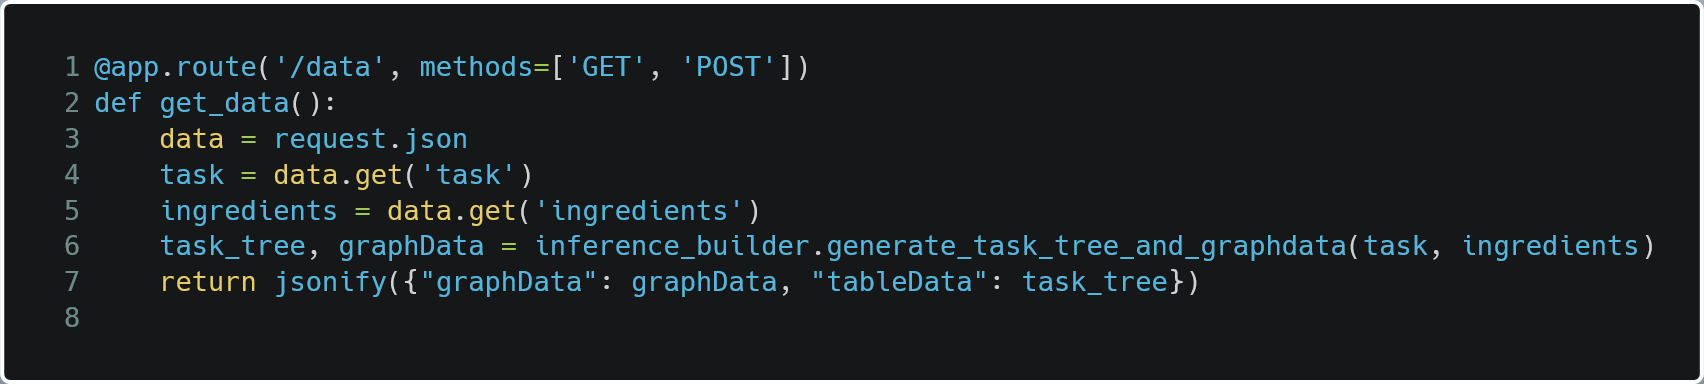 1 @app.route('/data', methods=['GET', 'POST'])
2 def get_data():
3     data = request.json
4     task = data.get('task')
5     ingredients = data.get('ingredients')
6     task_tree, graphData = inference_builder.generate_task_tree_and_graphdata(task, ingredients)
7     return jsonify({"graphData": graphData, "tableData": task_tree})
8